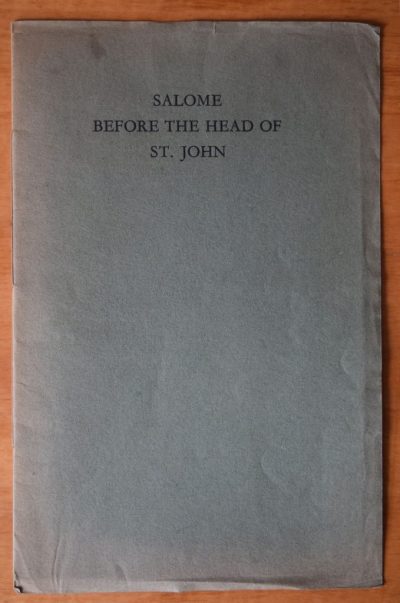 SALOME
BEFORE THE HEAD OF
ST. JOHN